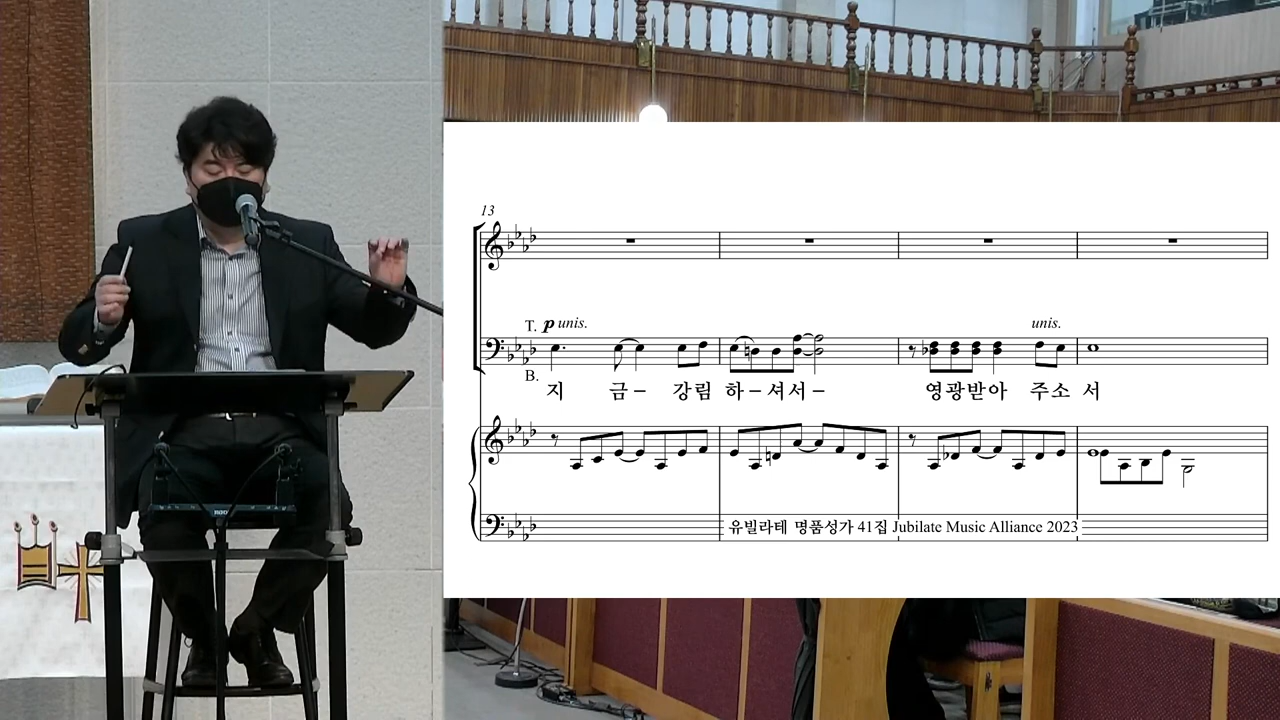 13
T. p unis.
unis.
B.
지 금 – 강림 하 – 셔서 – 영광받아 주소 서
유빌라테 명품성가 41집 Jubilate Music Alliance 2023
RODE